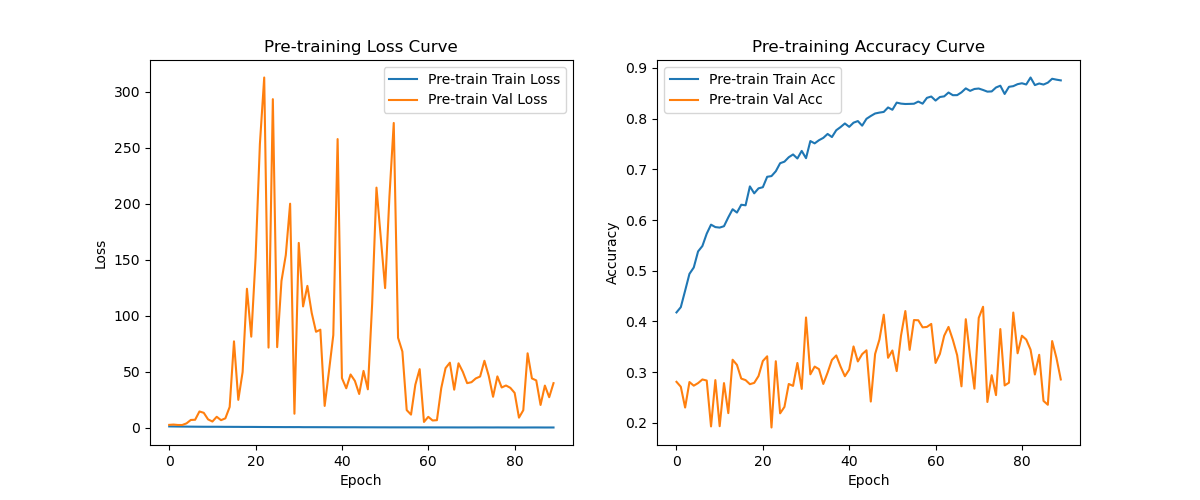 Pre-training Loss Curve
Pre-train Train Loss
Pre-train Val Loss
300
250
200
150
100
50
0
Loss
0
20
40
60
80
Epoch
Pre-training Accuracy Curve
Pre-train Train Acc
Pre-train Val Acc
0.9
0.8
0.7
0.6
0.5
0.4
0.3
0.2
Accuracy
0
20
40
60
80
Epoch